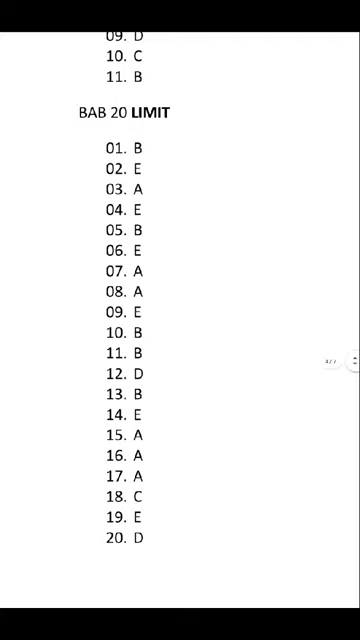 09. D
10. C
11. B
BAB 20 LIMIT
01. B
02. E
03. A
04. E
05. B
06. E
07. A
08. A
09. E
10. B
11. B
12. D
13. B
14. E
15. A
16. A
17. A
18. C
19. E
20. D